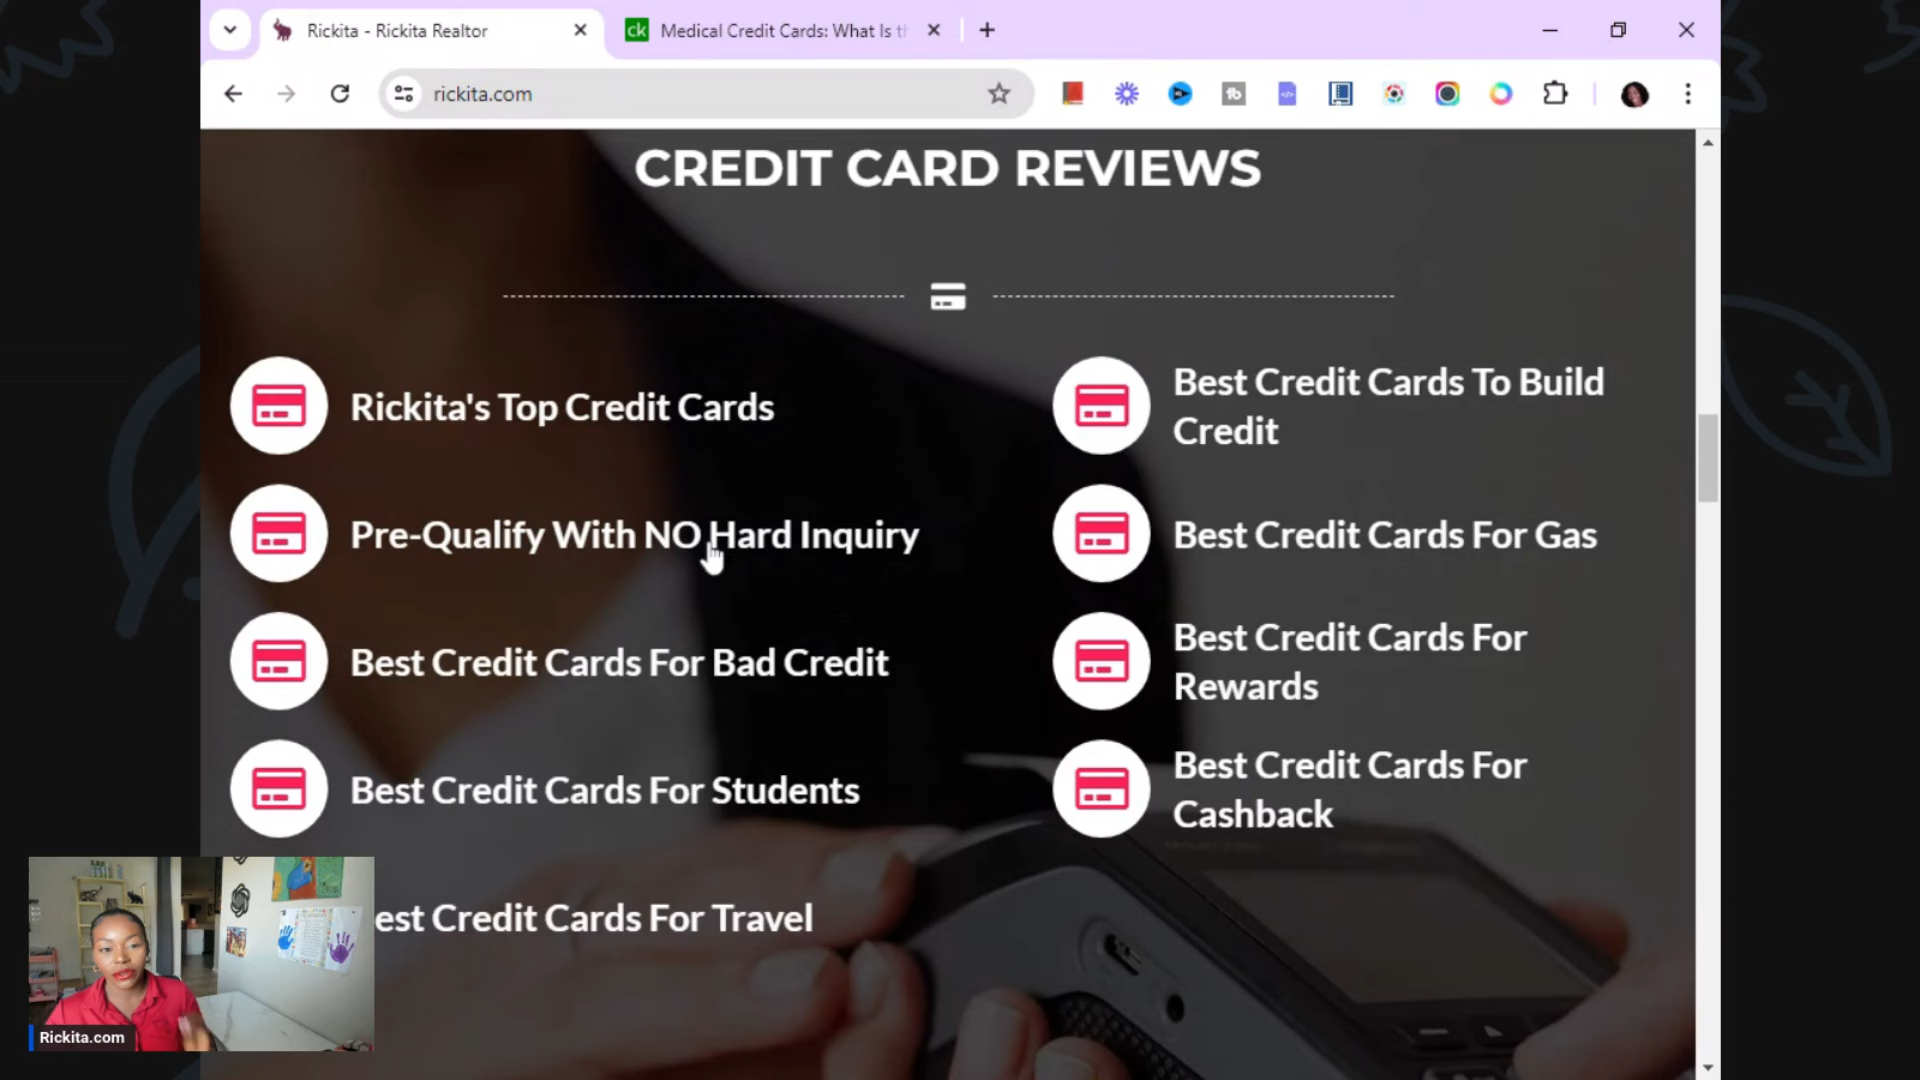 Rickita - Rickita Realtor
ck
Medical Credit Cards: What Is
rickita.com
CREDIT CARD REVIEWS
Rickita's Top Credit Cards
Best Credit Cards To Build
Credit
Pre-Qualify With NO Hard Inquiry
Best Credit Cards For Gas
Best Credit Cards For Bad Credit
Best Credit Cards For
Rewards
Best Credit Cards For Students
Best Credit Cards For
Cashback
est Credit Cards For Travel
Rickita.com